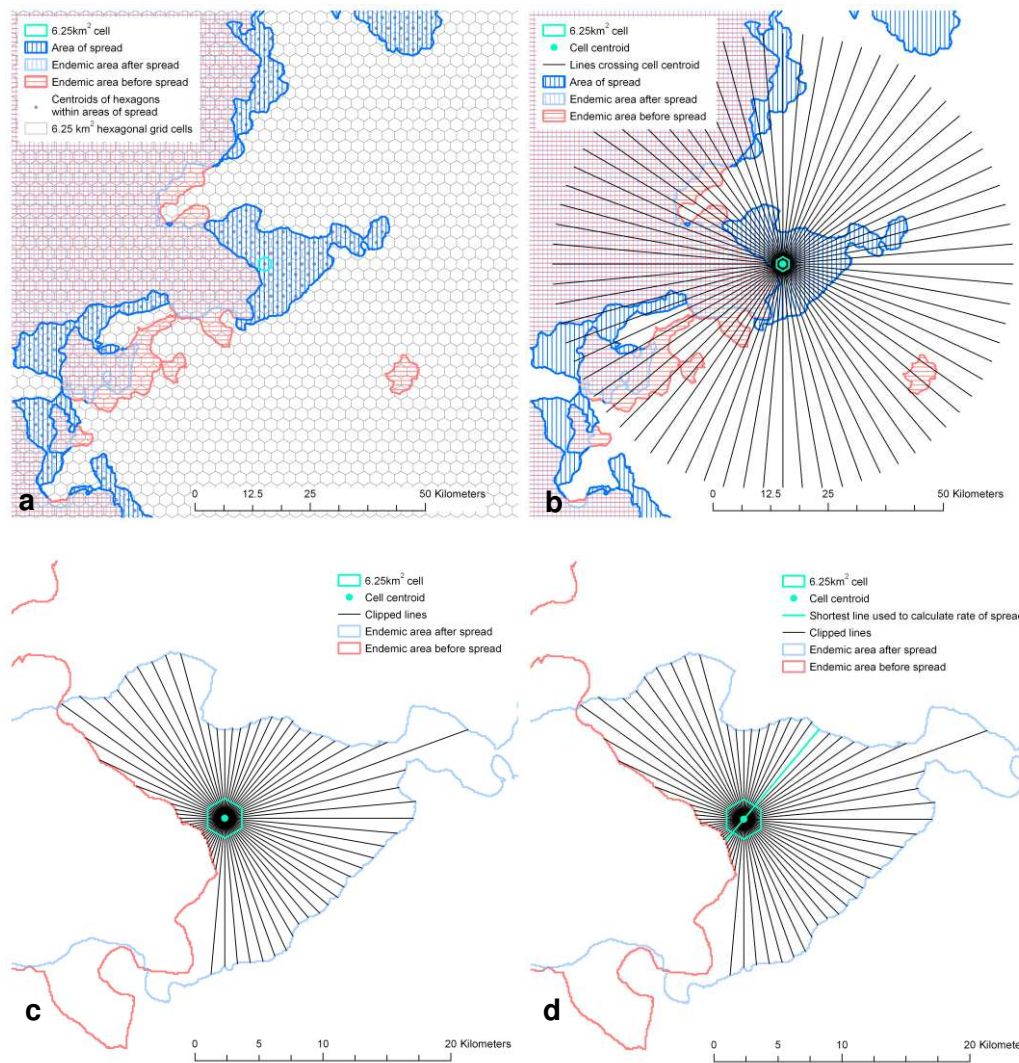 6.25km² cell
Area of spread
Endemic area after spread
Endemic area before spread
Centroids of hexagons
within areas of spread
6.25 km² hexagonal grid cells
0 12.5 25 50 Kilometers
a
6.25km² cell
Cell centroid
Lines crossing cell centroid
Area of spread
Endemic area after spread
Endemic area before spread
0 12.5 25 50 Kilometers
b
6.25km² cell
Cell centroid
Clipped lines
Endemic area after spread
Endemic area before spread
0 5 10 20 Kilometers
c
6.25km² cell
Cell centroid
Shortest line used to calculate rate of spread
Clipped lines
Endemic area after spread
Endemic area before spread
0 5 10 20 Kilometers
d